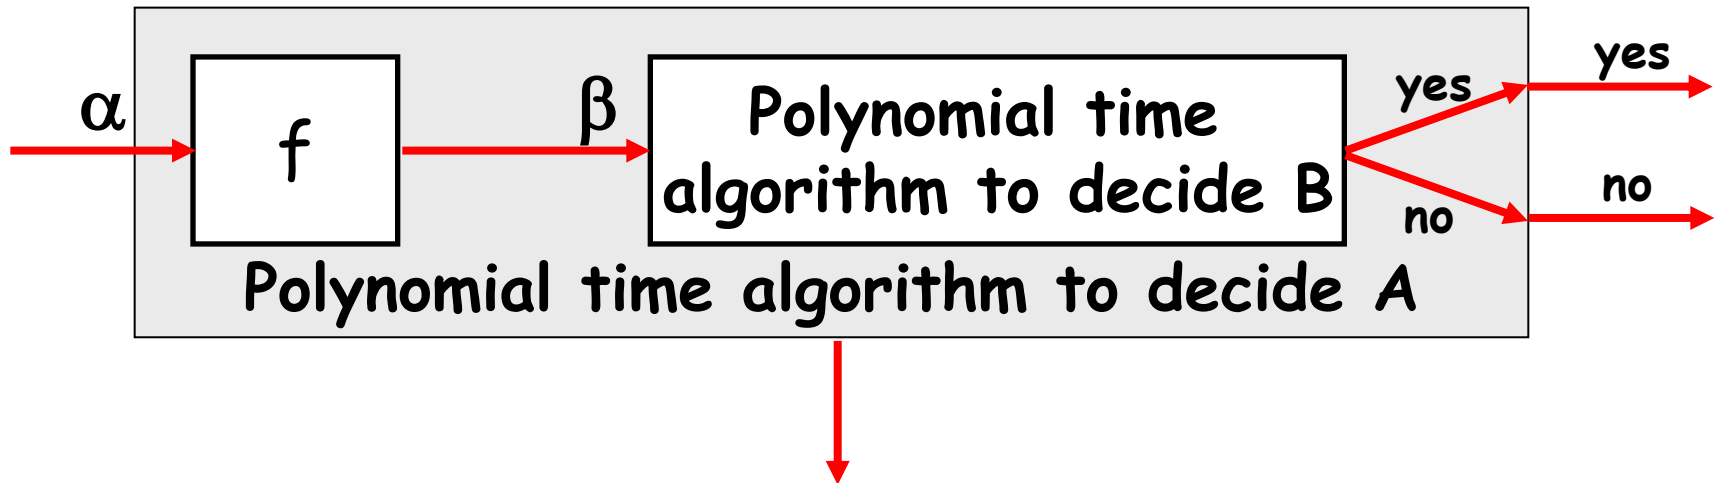 α
f
β
Polynomial time
algorithm to decide B
yes
no
yes
no
Polynomial time algorithm to decide A